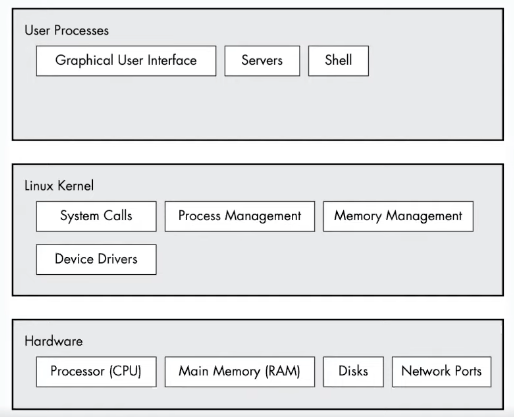 User Processes
Graphical User Interface Servers Shell
Linux Kernel
System Calls Process Management Memory Management
Device Drivers
Hardware
Processor (CPU) Main Memory (RAM) Disks Network Ports